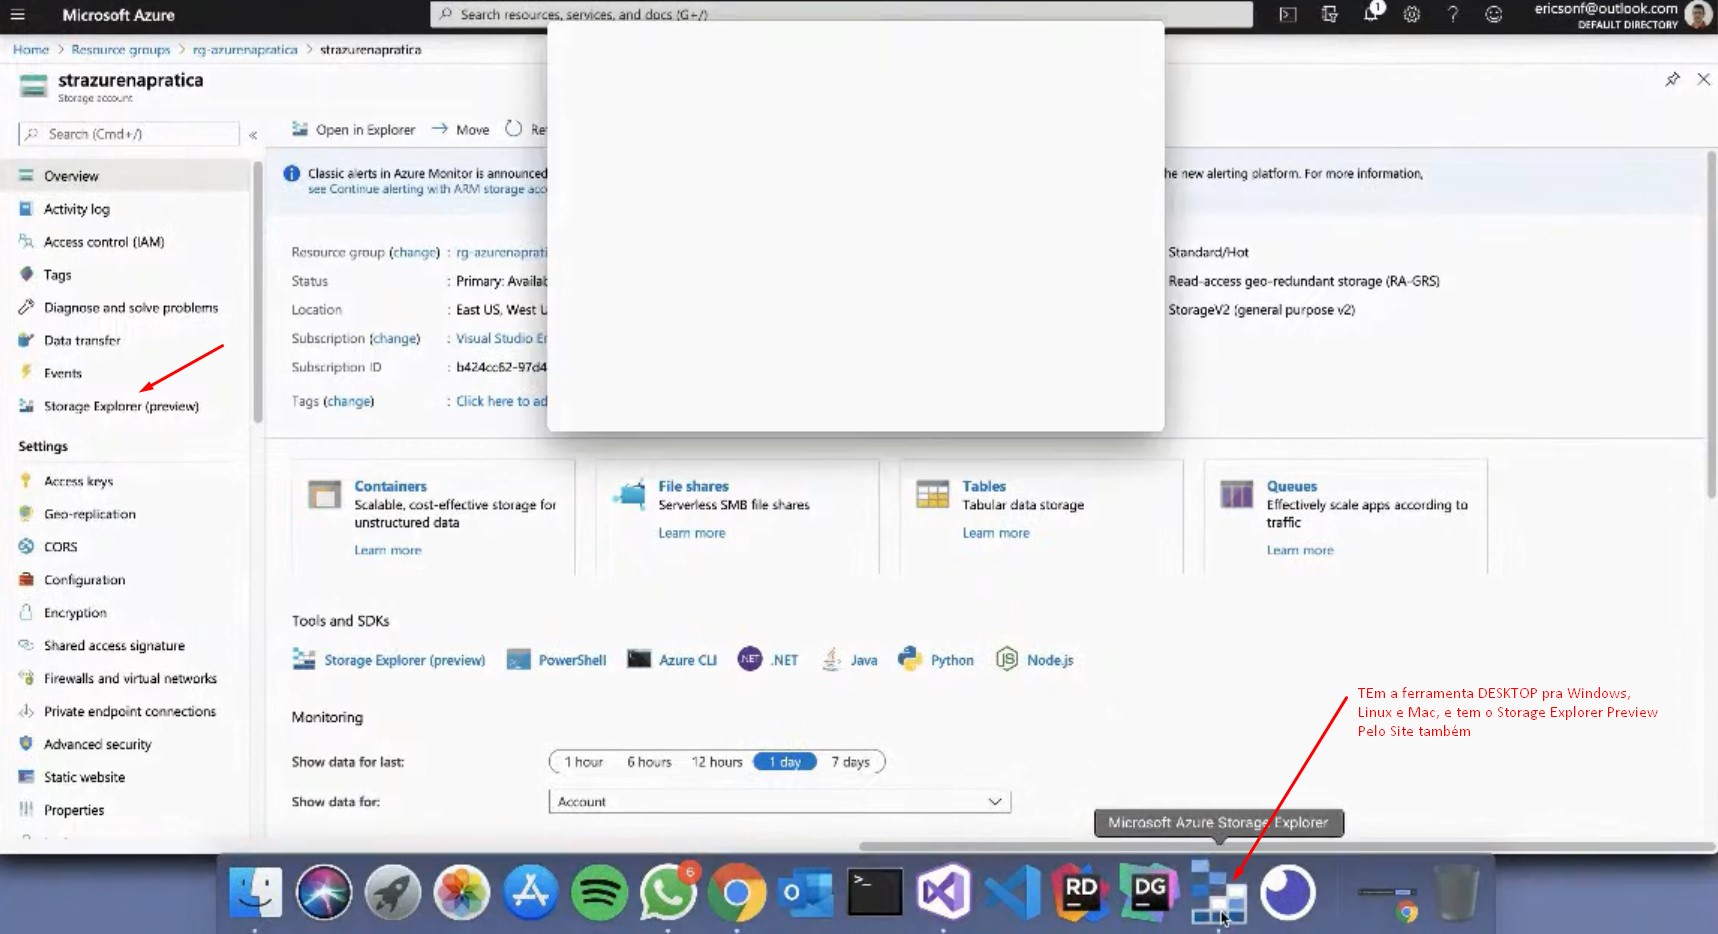 Microsoft Azure
Search resources, services, and docs (G+/)
1
ericsonf@outlook.com
DEFAULT DIRECTORY
Home > Resource groups > rg-azurenapratica > strazurenapratica
strazurenapratica
Storage account
Search (Cmd+/)
«
Open in Explorer
Move
Re
Overview
Activity log
Access control (IAM)
Tags
Diagnose and solve problems
Data transfer
Events
Storage Explorer (preview)
Settings
Access keys
Geo-replication
CORS
Configuration
Encryption
Shared access signature
Firewalls and virtual networks
Private endpoint connections
Advanced security
Static website
Properties
Classic alerts in Azure Monitor is announced
he new alerting platform. For more information,
see Continue alerting with ARM storage acc
Resource group (change) : rg-azurenaprati
Standard/Hot
Status : Primary: Availab
Read-access geo-redundant storage (RA-GRS)
Location : East US, West U
StorageV2 (general purpose v2)
Subscription (change) : Visual Studio En
Subscription ID : b424cc62-97d4
Tags (change) : Click here to ad
Containers
Scalable, cost-effective storage for
unstructured data
Learn more
File shares
Serverless SMB file shares
Learn more
Tables
Tabular data storage
Learn more
Queues
Effectively scale apps according to
traffic
Learn more
Tools and SDKs
Storage Explorer (preview)
PowerShell
Azure CLI
NET
.NET
Java
Python
JS
Node.js
Monitoring
Show data for last:
1 hour 6 hours 12 hours 1 day 7 days
Show data for:
Account
TEm a ferramenta DESKTOP pra Windows,
Linux e Mac, e tem o Storage Explorer Preview
Pelo Site também
Microsoft Azure Storage Explorer
6
>_
RD
DG